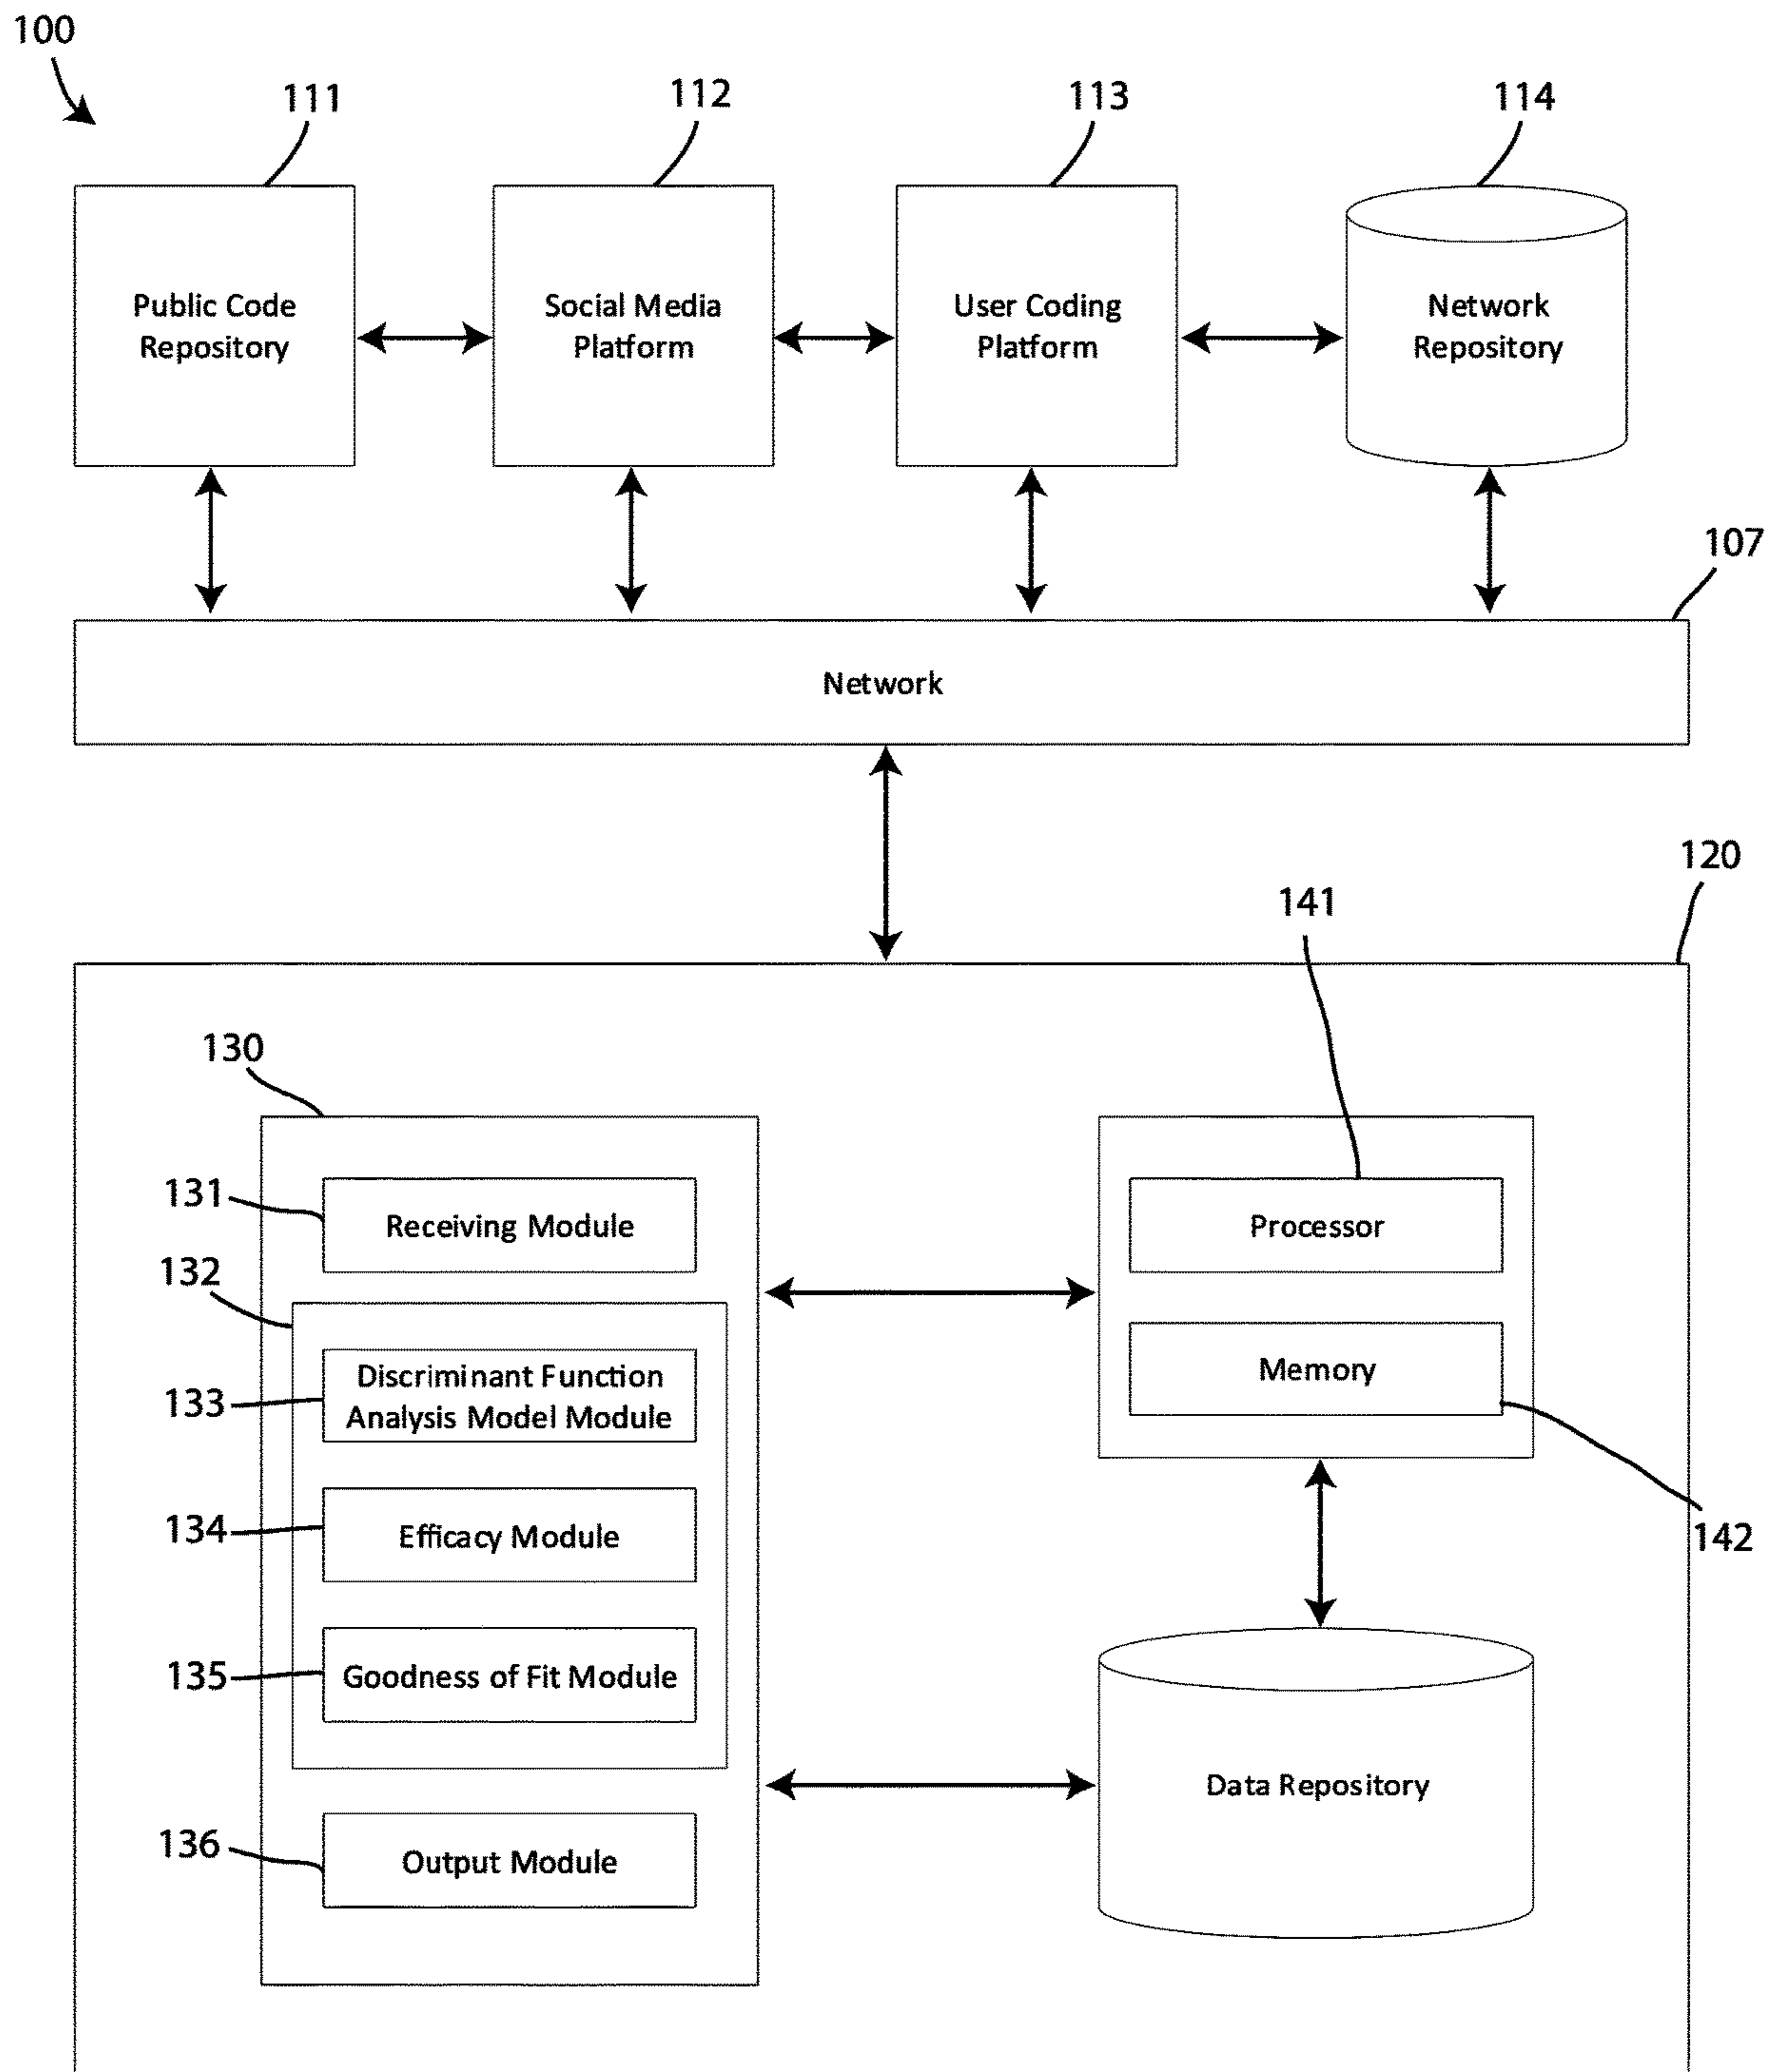 100
111
112
113
114
Public Code
Repository
Social Media
Platform
User Coding
Platform
Network
Repository
107
Network
120
141
130
131
Receiving Module
Processor
132
133
Discriminant Function
Analysis Model Module
Memory
134
Efficacy Module
142
135
Goodness of Fit Module
Data Repository
136
Output Module